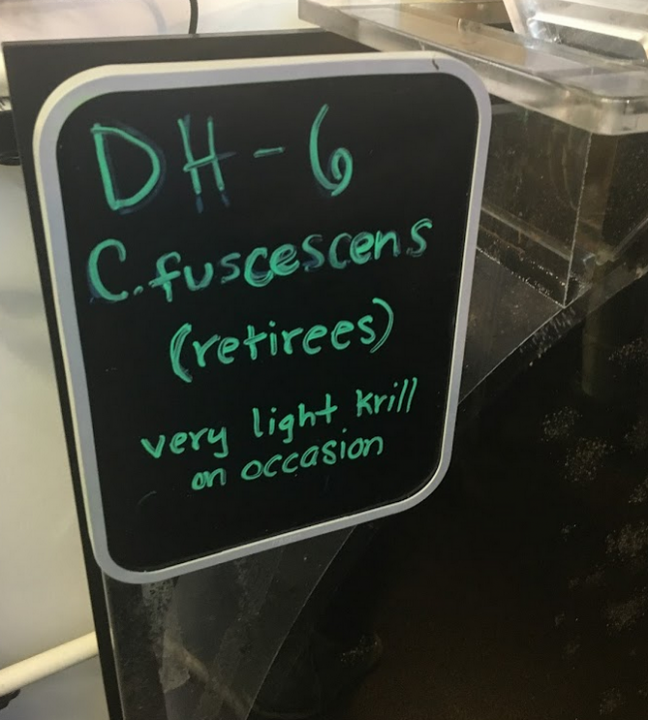 DH-6
C. fuscescens
(retirees)
very light krill
on occasion